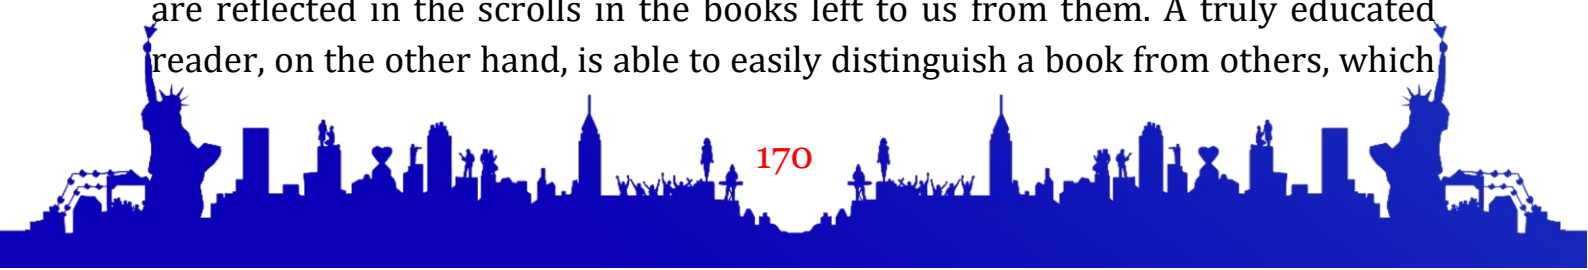 are reflected in the scrolls in the books left to us from them. A truly educated
reader, on the other hand, is able to easily distinguish a book from others, which
170